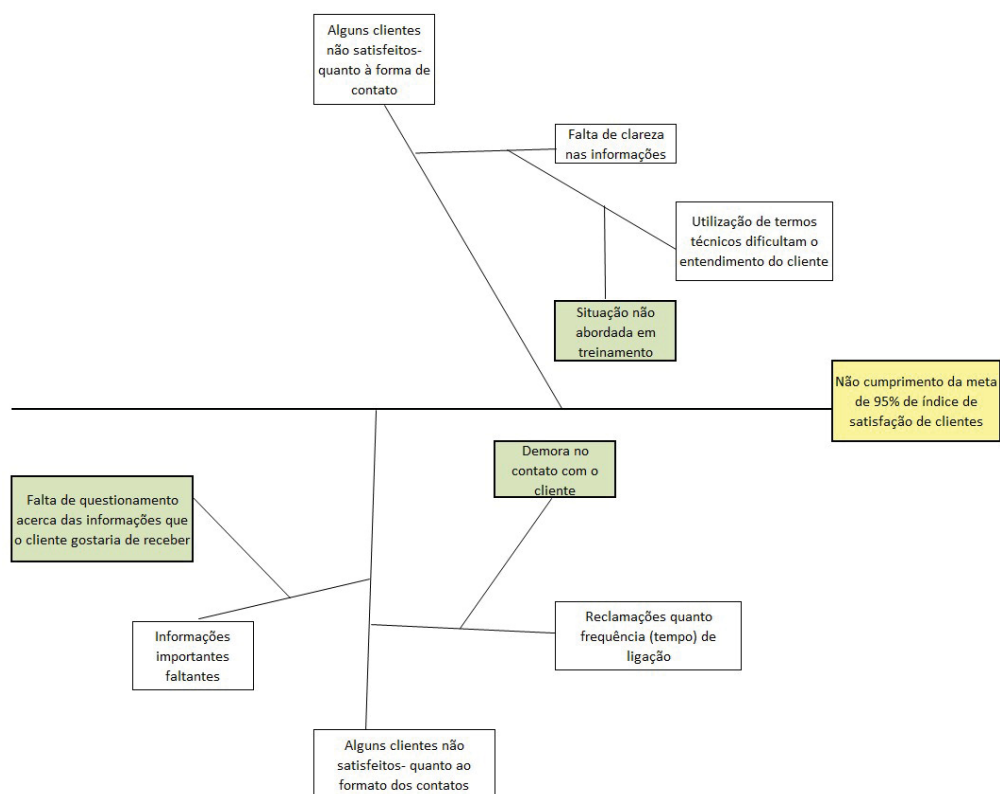 Alguns clientes
não satisfeitos-
quanto à forma de
contato
Falta de clareza
nas informações
Utilização de termos
técnicos dificultam o
entendimento do cliente
Situação não
abordada em
treinamento
Não cumprimento da meta
de 95% de índice de
satisfação de clientes
Demora no
contato com o
cliente
Falta de questionamento
acerca das informações que
o cliente gostaria de receber
Reclamações quanto
frequência (tempo) de
ligação
Informações
importantes
faltantes
Alguns clientes não
satisfeitos- quanto ao
formato dos contatos